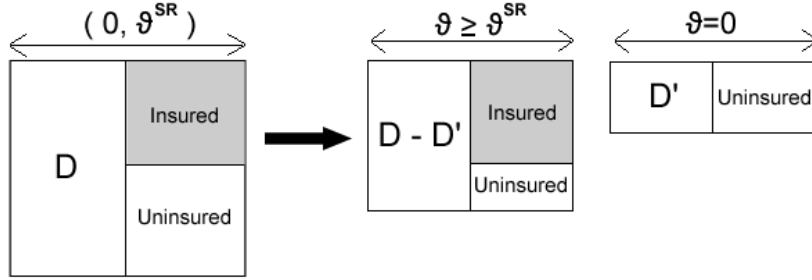 ( 0, ϑ^SR )
ϑ ≥ ϑ^SR
ϑ=0
D
Insured
Uninsured
D - D'
Insured
Uninsured
D'
Uninsured